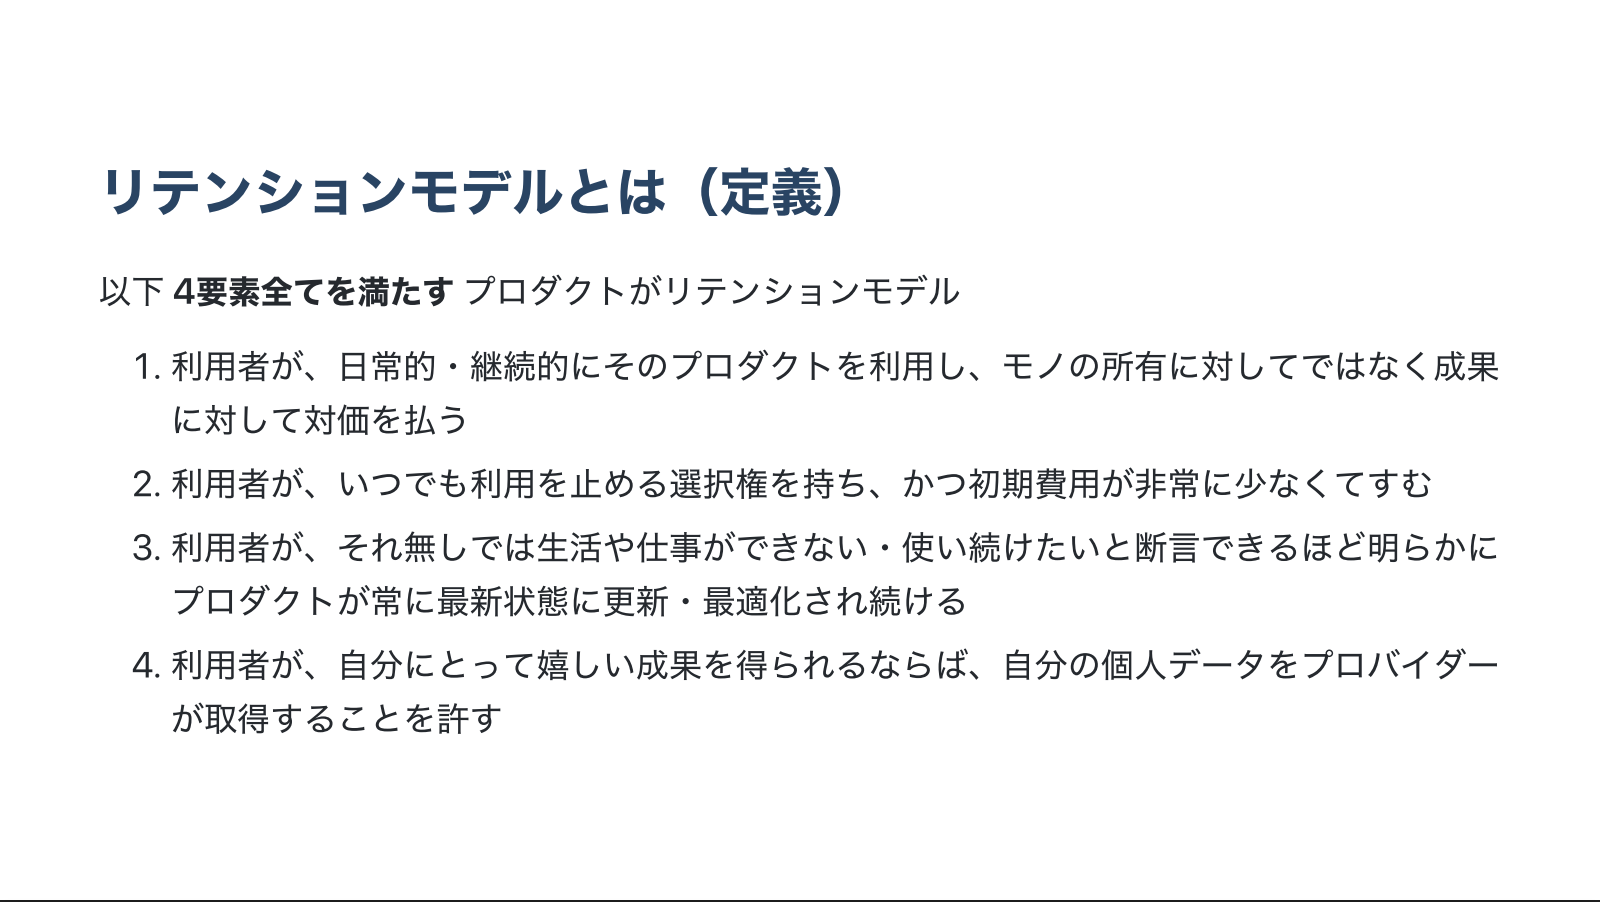 リテンションモデルとは（定義）
以下 4要素全てを満たす プロダクトがリテンションモデル
1. 利用者が、日常的・継続的にそのプロダクトを利用し、モノの所有に対してではなく成果
に対して対価を払う
2. 利用者が、いつでも利用を止める選択権を持ち、かつ初期費用が非常に少なくてすむ
3. 利用者が、それ無しでは生活や仕事ができない・使い続けたいと断言できるほど明らかに
プロダクトが常に最新状態に更新・最適化され続ける
4. 利用者が、自分にとって嬉しい成果を得られるならば、自分の個人データをプロバイダー
が取得することを許す